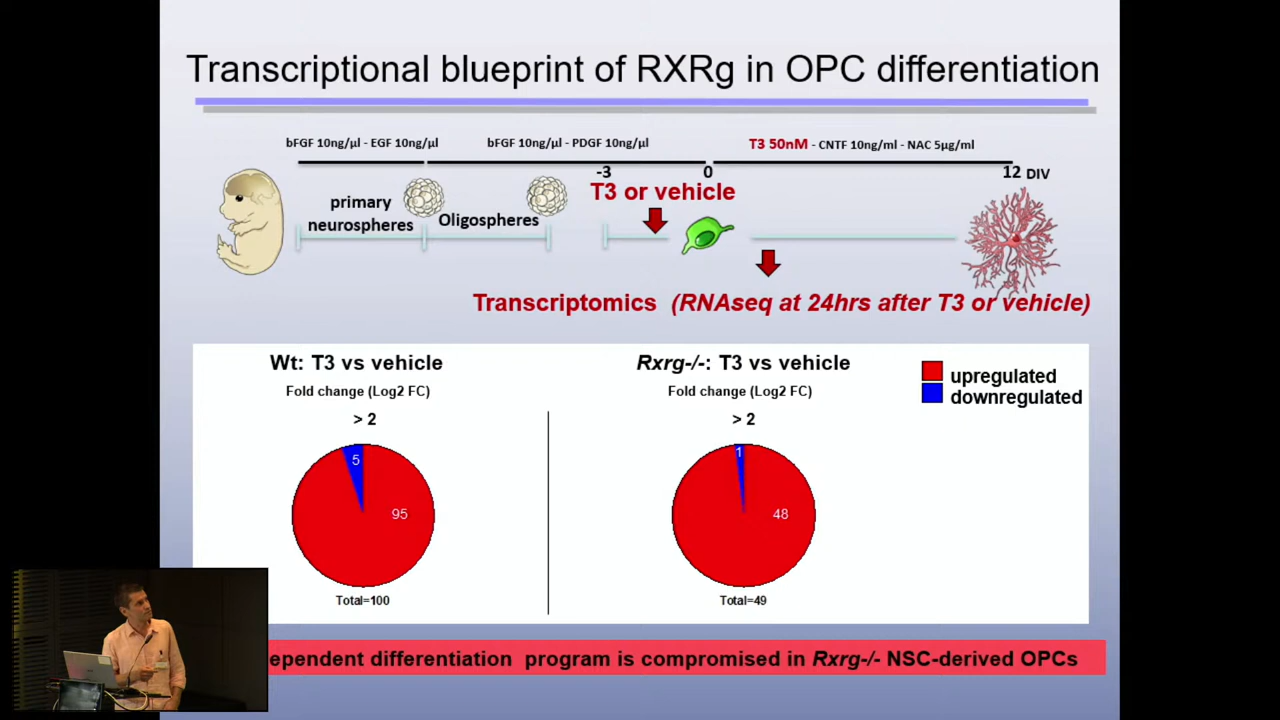 Transcriptional blueprint of RXRg in OPC differentiation
bFGF 10ng/µl - EGF 10ng/µl
bFGF 10ng/µl - PDGF 10ng/µl
T3 50nM - CNTF 10ng/ml - NAC 5µg/ml
-3
0
12 DIV
T3 or vehicle
primary
neurospheres
Oligospheres
Transcriptomics (RNAseq at 24hrs after T3 or vehicle)
Wt: T3 vs vehicle
Fold change (Log2 FC)
> 2
5
95
Total=100
Rxrg-/-: T3 vs vehicle
Fold change (Log2 FC)
> 2
1
48
Total=49
upregulated
downregulated
ependent differentiation program is compromised in Rxrg-/- NSC-derived OPCs